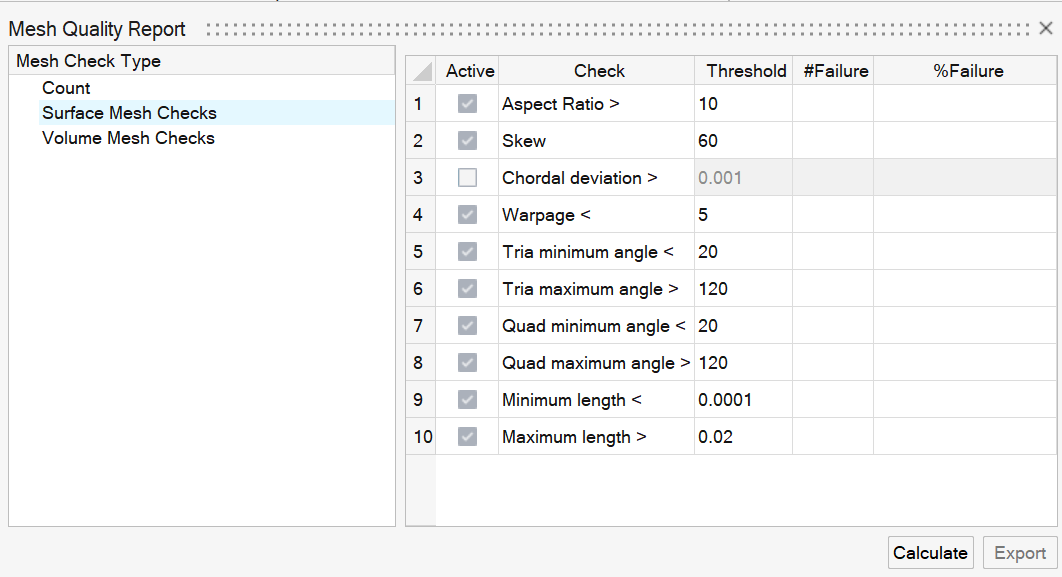 Mesh Quality Report
Mesh Check Type
Count
Surface Mesh Checks
Volume Mesh Checks
Active Check Threshold #Failure %Failure
1 Aspect Ratio > 10
2 Skew 60
3 Chordal deviation > 0.001
4 Warpage < 5
5 Tria minimum angle < 20
6 Tria maximum angle > 120
7 Quad minimum angle < 20
8 Quad maximum angle > 120
9 Minimum length < 0.0001
10 Maximum length > 0.02
Calculate Export